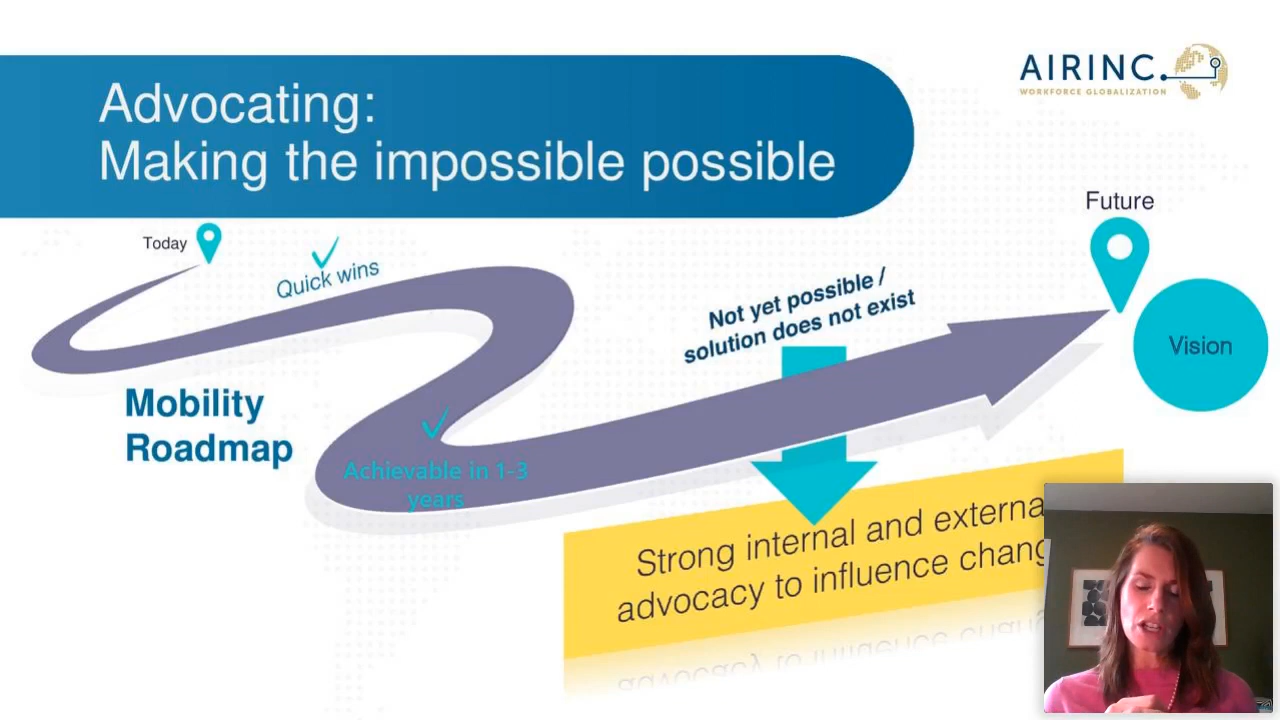 AIRINC.
WORKFORCE GLOBALIZATION
Advocating:
Making the impossible possible
Future
Today
Quick wins
Not yet possible /
solution does not exist
Vision
Mobility
Roadmap
Achievable in 1-3
years
Strong internal and externa
advocacy to influence chang